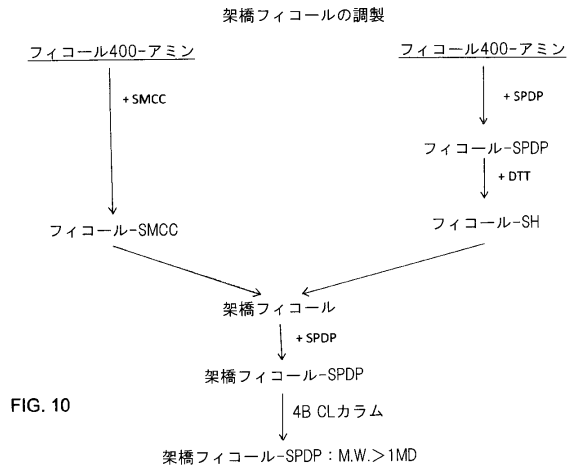 架橋フィコールの調製
フィコール400-アミン
フィコール400-アミン
+ SMCC
+ SPDP
フィコール-SPDP
+ DTT
フィコール-SMCC
フィコール-SH
架橋フィコール
+ SPDP
架橋フィコール-SPDP
FIG. 10
4B CLカラム
架橋フィコール-SPDP：M.W.＞1MD